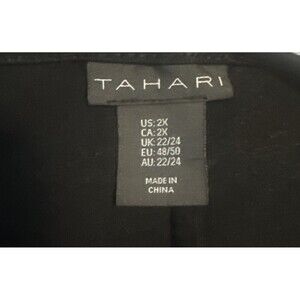 TAHARI
US: 2X
CA: 2X
UK: 22/24
EU: 48/50
AU: 22/24
MADE IN
CHINA